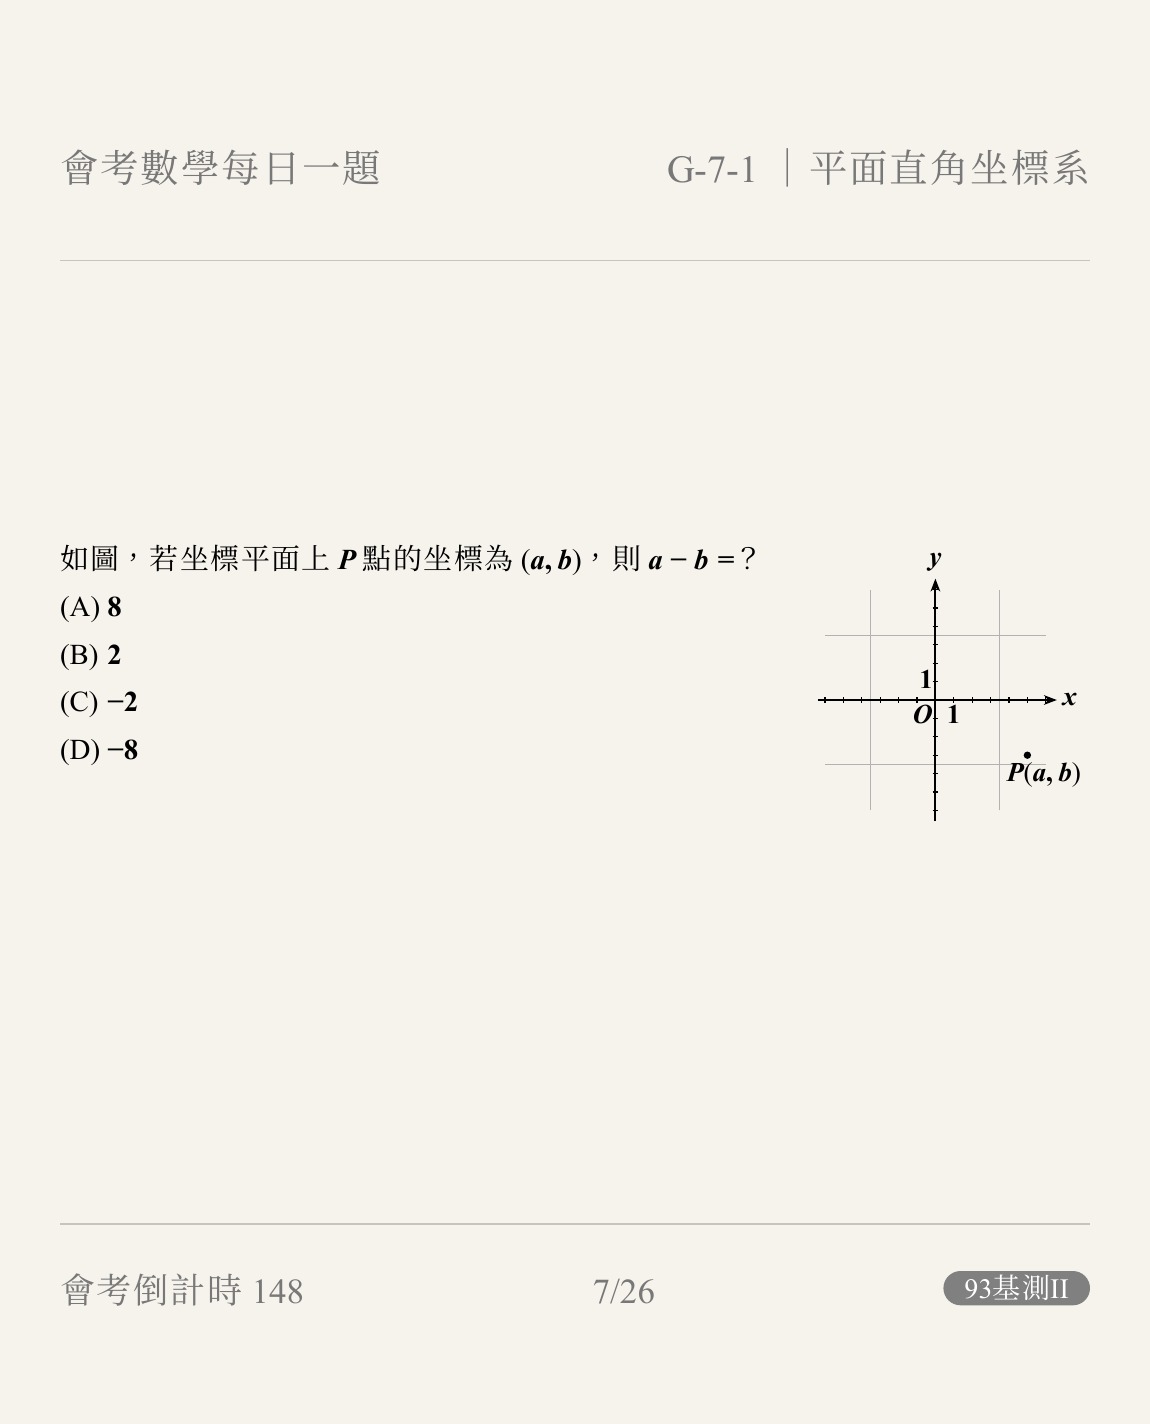 會考數學每日一題
G-7-1｜平面直角坐標系
如圖，若坐標平面上 P 點的坐標為 (a, b)，則 a − b =？
(A) 8
(B) 2
(C) −2
(D) −8
y
1
x
O 1
P(a, b)
會考倒計時 148
7/26
93基測II